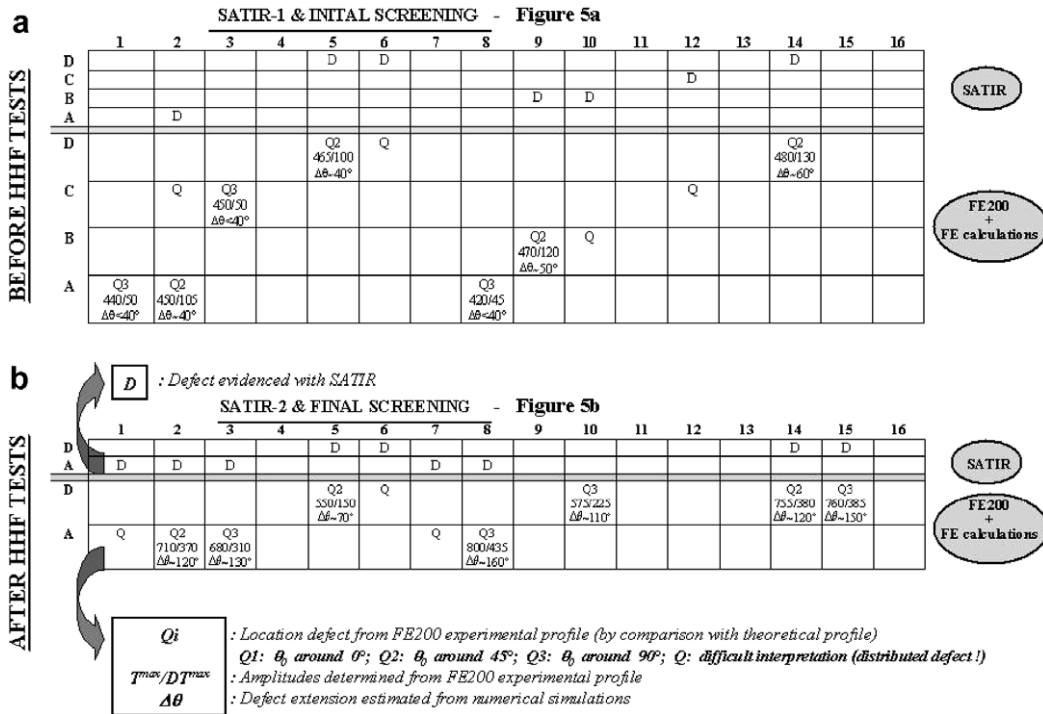 a
SATIR-1 & INITAL SCREENING - Figure 5a
1 2 3 4 5 6 7 8 9 10 11 12 13 14 15 16
BEFORE HHF TESTS
D D D D
C D
B D D
A D
SATIR
D Q2 Q Q2
465/100 480/130
Δθ~40° Δθ~60°
C Q Q3 Q
450/50
Δθ<40°
FE200
+
FE calculations
B Q2 Q
470/120
Δθ~50°
A Q3 Q2 Q3
440/50 450/105 420/45
Δθ<40° Δθ~40° Δθ<40°
b
D : Defect evidenced with SATIR
SATIR-2 & FINAL SCREENING - Figure 5b
1 2 3 4 5 6 7 8 9 10 11 12 13 14 15 16
AFTER HHF TESTS
D D D D D
A D D D D D
SATIR
D Q2 Q Q3 Q2 Q3
550/150 575/225 755/380 760/385
Δθ~70° Δθ~110° Δθ~120° Δθ~150°
FE200
+
FE calculations
A Q Q2 Q3 Q Q3
710/370 680/310 800/435
Δθ~120° Δθ~130° Δθ~160°
Qi : Location defect from FE200 experimental profile (by comparison with theoretical profile)
Q1: θ0 around 0°; Q2: θ0 around 45°; Q3: θ0 around 90°; Q: difficult interpretation (distributed defect!)
Tmax/DTmax : Amplitudes determined from FE200 experimental profile
Δθ : Defect extension estimated from numerical simulations